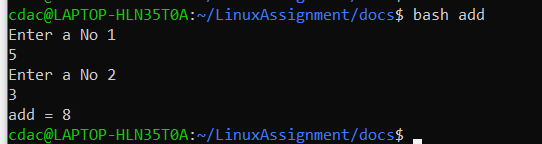 cdac@LAPTOP-HLN35T0A:~/LinuxAssignment/docs$ bash add
Enter a No 1
5
Enter a No 2
3
add = 8
cdac@LAPTOP-HLN35T0A:~/LinuxAssignment/docs$